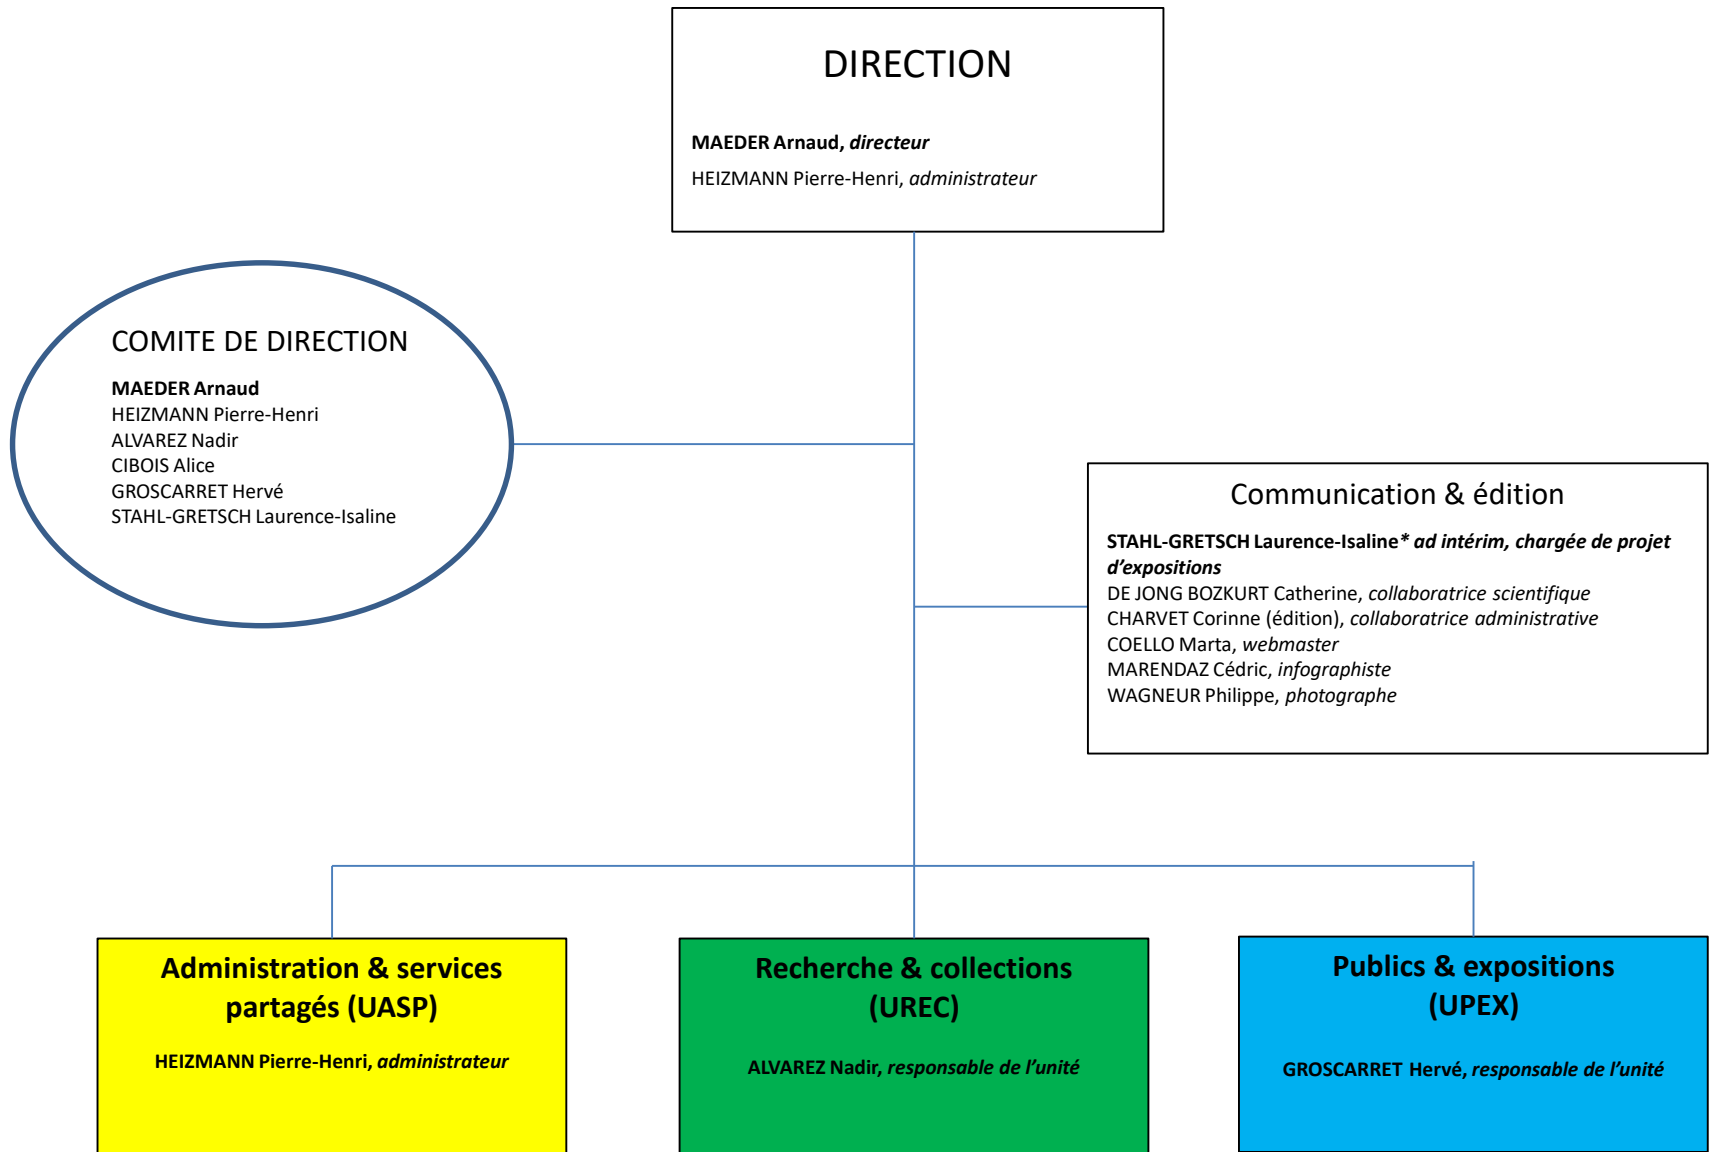 DIRECTION
MAEDER Arnaud, directeur
HEIZMANN Pierre-Henri, administrateur
COMITE DE DIRECTION
MAEDER Arnaud
HEIZMANN Pierre-Henri
ALVAREZ Nadir
CIBOIS Alice
GROSCARRET Hervé
STAHL-GRETSCH Laurence-Isaline
Communication & édition
STAHL-GRETSCH Laurence-Isaline* ad intérim, chargée de projet
d’expositions
DE JONG BOZKURT Catherine, collaboratrice scientifique
CHARVET Corinne (édition), collaboratrice administrative
COELLO Marta, webmaster
MARENDAZ Cédric, infographiste
WAGNEUR Philippe, photographe
Administration & services
partagés (UASP)
HEIZMANN Pierre-Henri, administrateur
Recherche & collections
(UREC)
ALVAREZ Nadir, responsable de l’unité
Publics & expositions
(UPEX)
GROSCARRET Hervé, responsable de l’unité